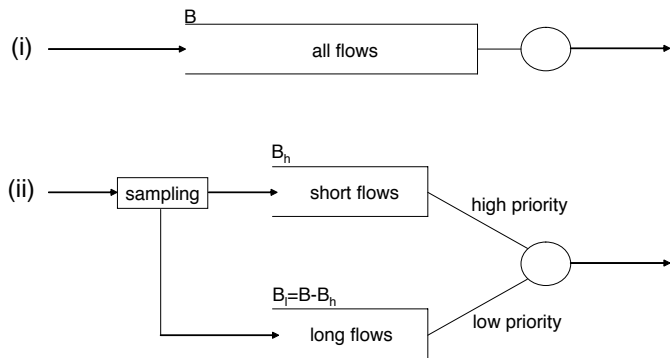 B
(i)
all flows
B_h
(ii)
sampling
short flows
high priority
B_l=B-B_h
low priority
long flows